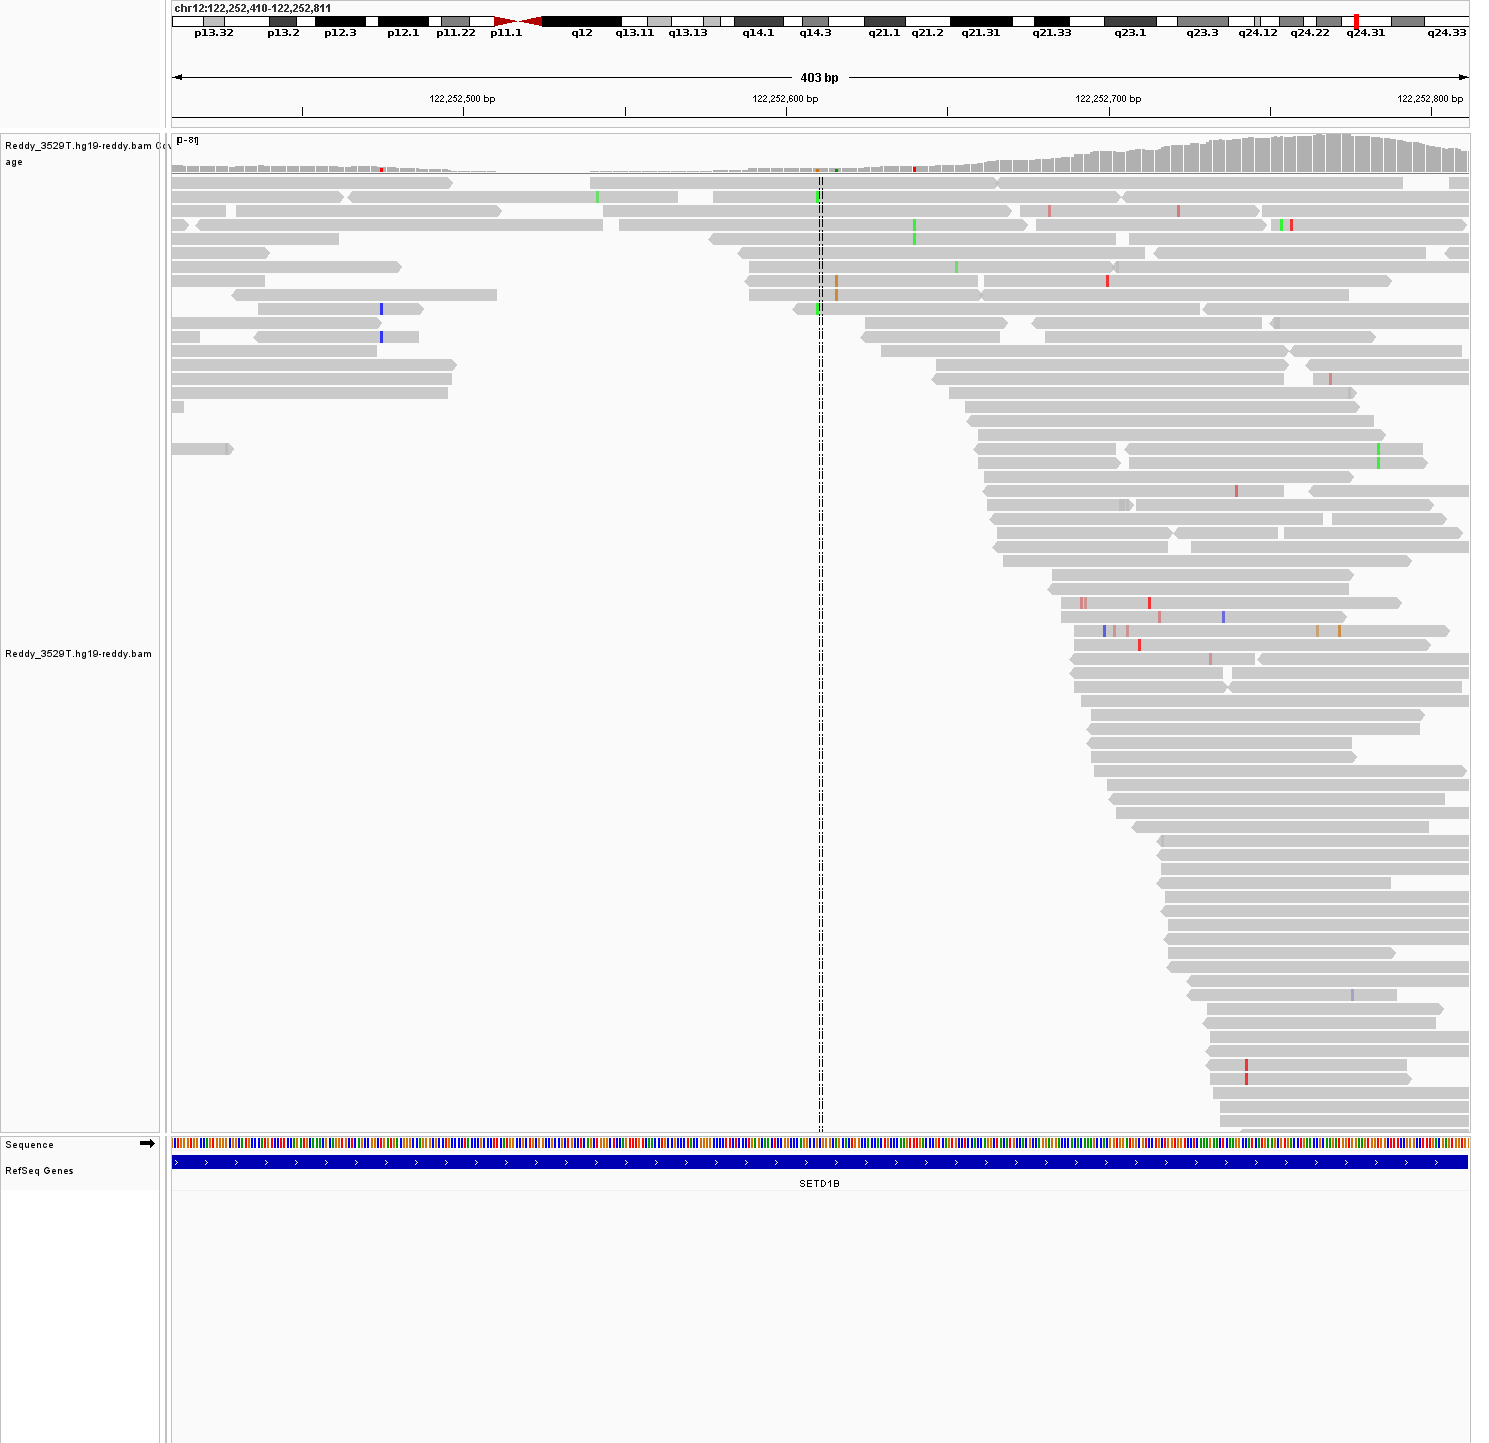 chr12:122,252,410-122,252,811
p13.32 p13.2 p12.3 p12.1 p11.22 p11.1 q12 q13.11 q13.13 q14.1 q14.3 q21.1 q21.2 q21.31 q21.33 q23.1 q23.3 q24.12 q24.22 q24.31 q24.33
403 bp
122,252,500 bp 122,252,600 bp 122,252,700 bp 122,252,800 bp
[0-81]
Reddy_3529T.hg19-reddy.bam Cov
age
Reddy_3529T.hg19-reddy.bam
Sequence
RefSeq Genes
SETD1B